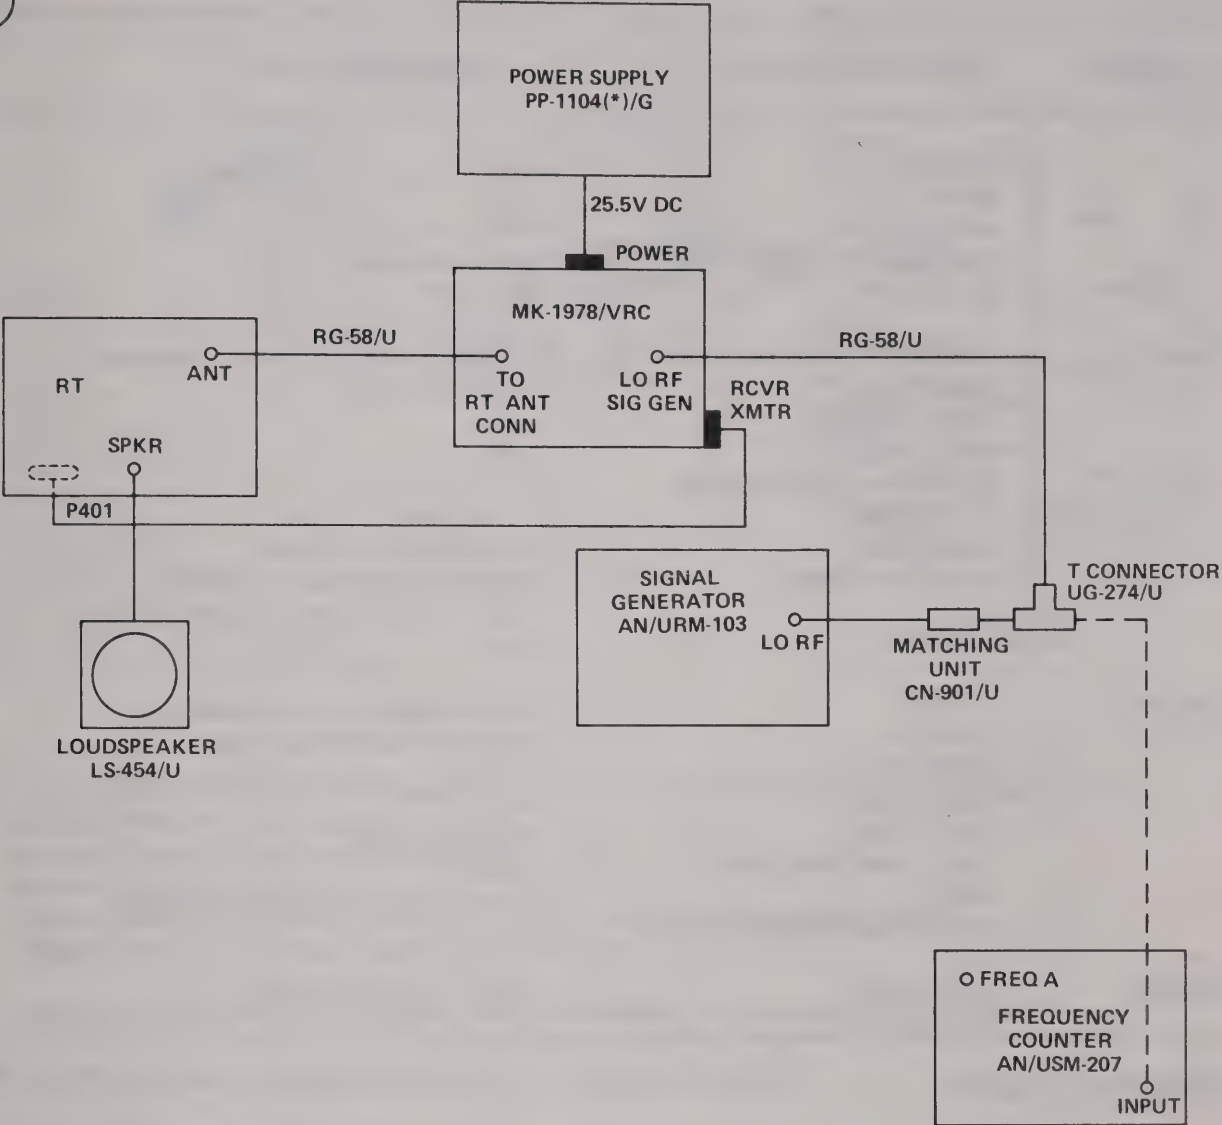 POWER SUPPLY
PP-1104(*)/G
25.5V DC
POWER
MK-1978/VRC
RG-58/U
RG-58/U
ANT
RT
TO
RT ANT
CONN
LO RF
SIG GEN
RCVR
XMTR
SPKR
P401
SIGNAL
GENERATOR
AN/URM-103
LO RF
T CONNECTOR
UG-274/U
MATCHING
UNIT
CN-901/U
LOUDSPEAKER
LS-454/U
FREQ A
FREQUENCY
COUNTER
AN/USM-207
INPUT